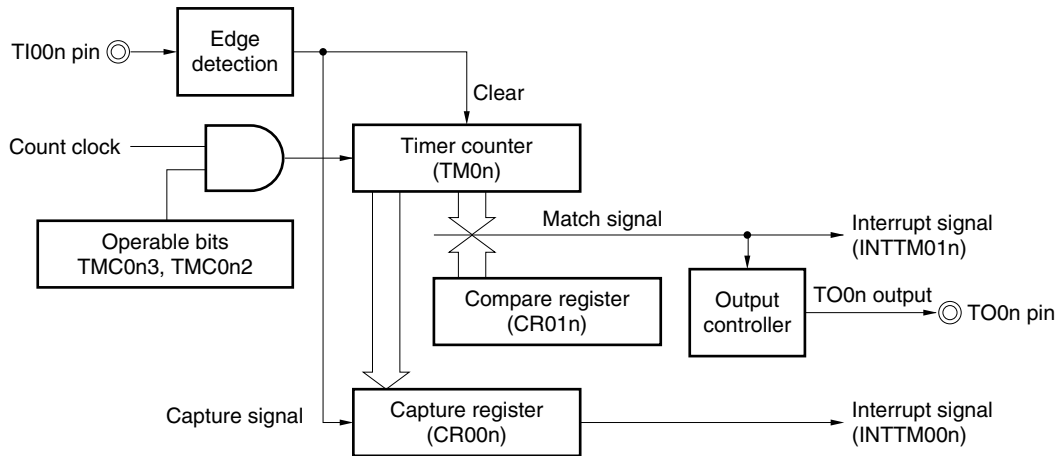 TI00n pin
Edge
detection
Clear
Count clock
Timer counter
(TM0n)
Operable bits
TMC0n3, TMC0n2
Match signal
Interrupt signal
(INTTM01n)
Compare register
(CR01n)
Output
controller
TO0n output
TO0n pin
Capture signal
Capture register
(CR00n)
Interrupt signal
(INTTM00n)